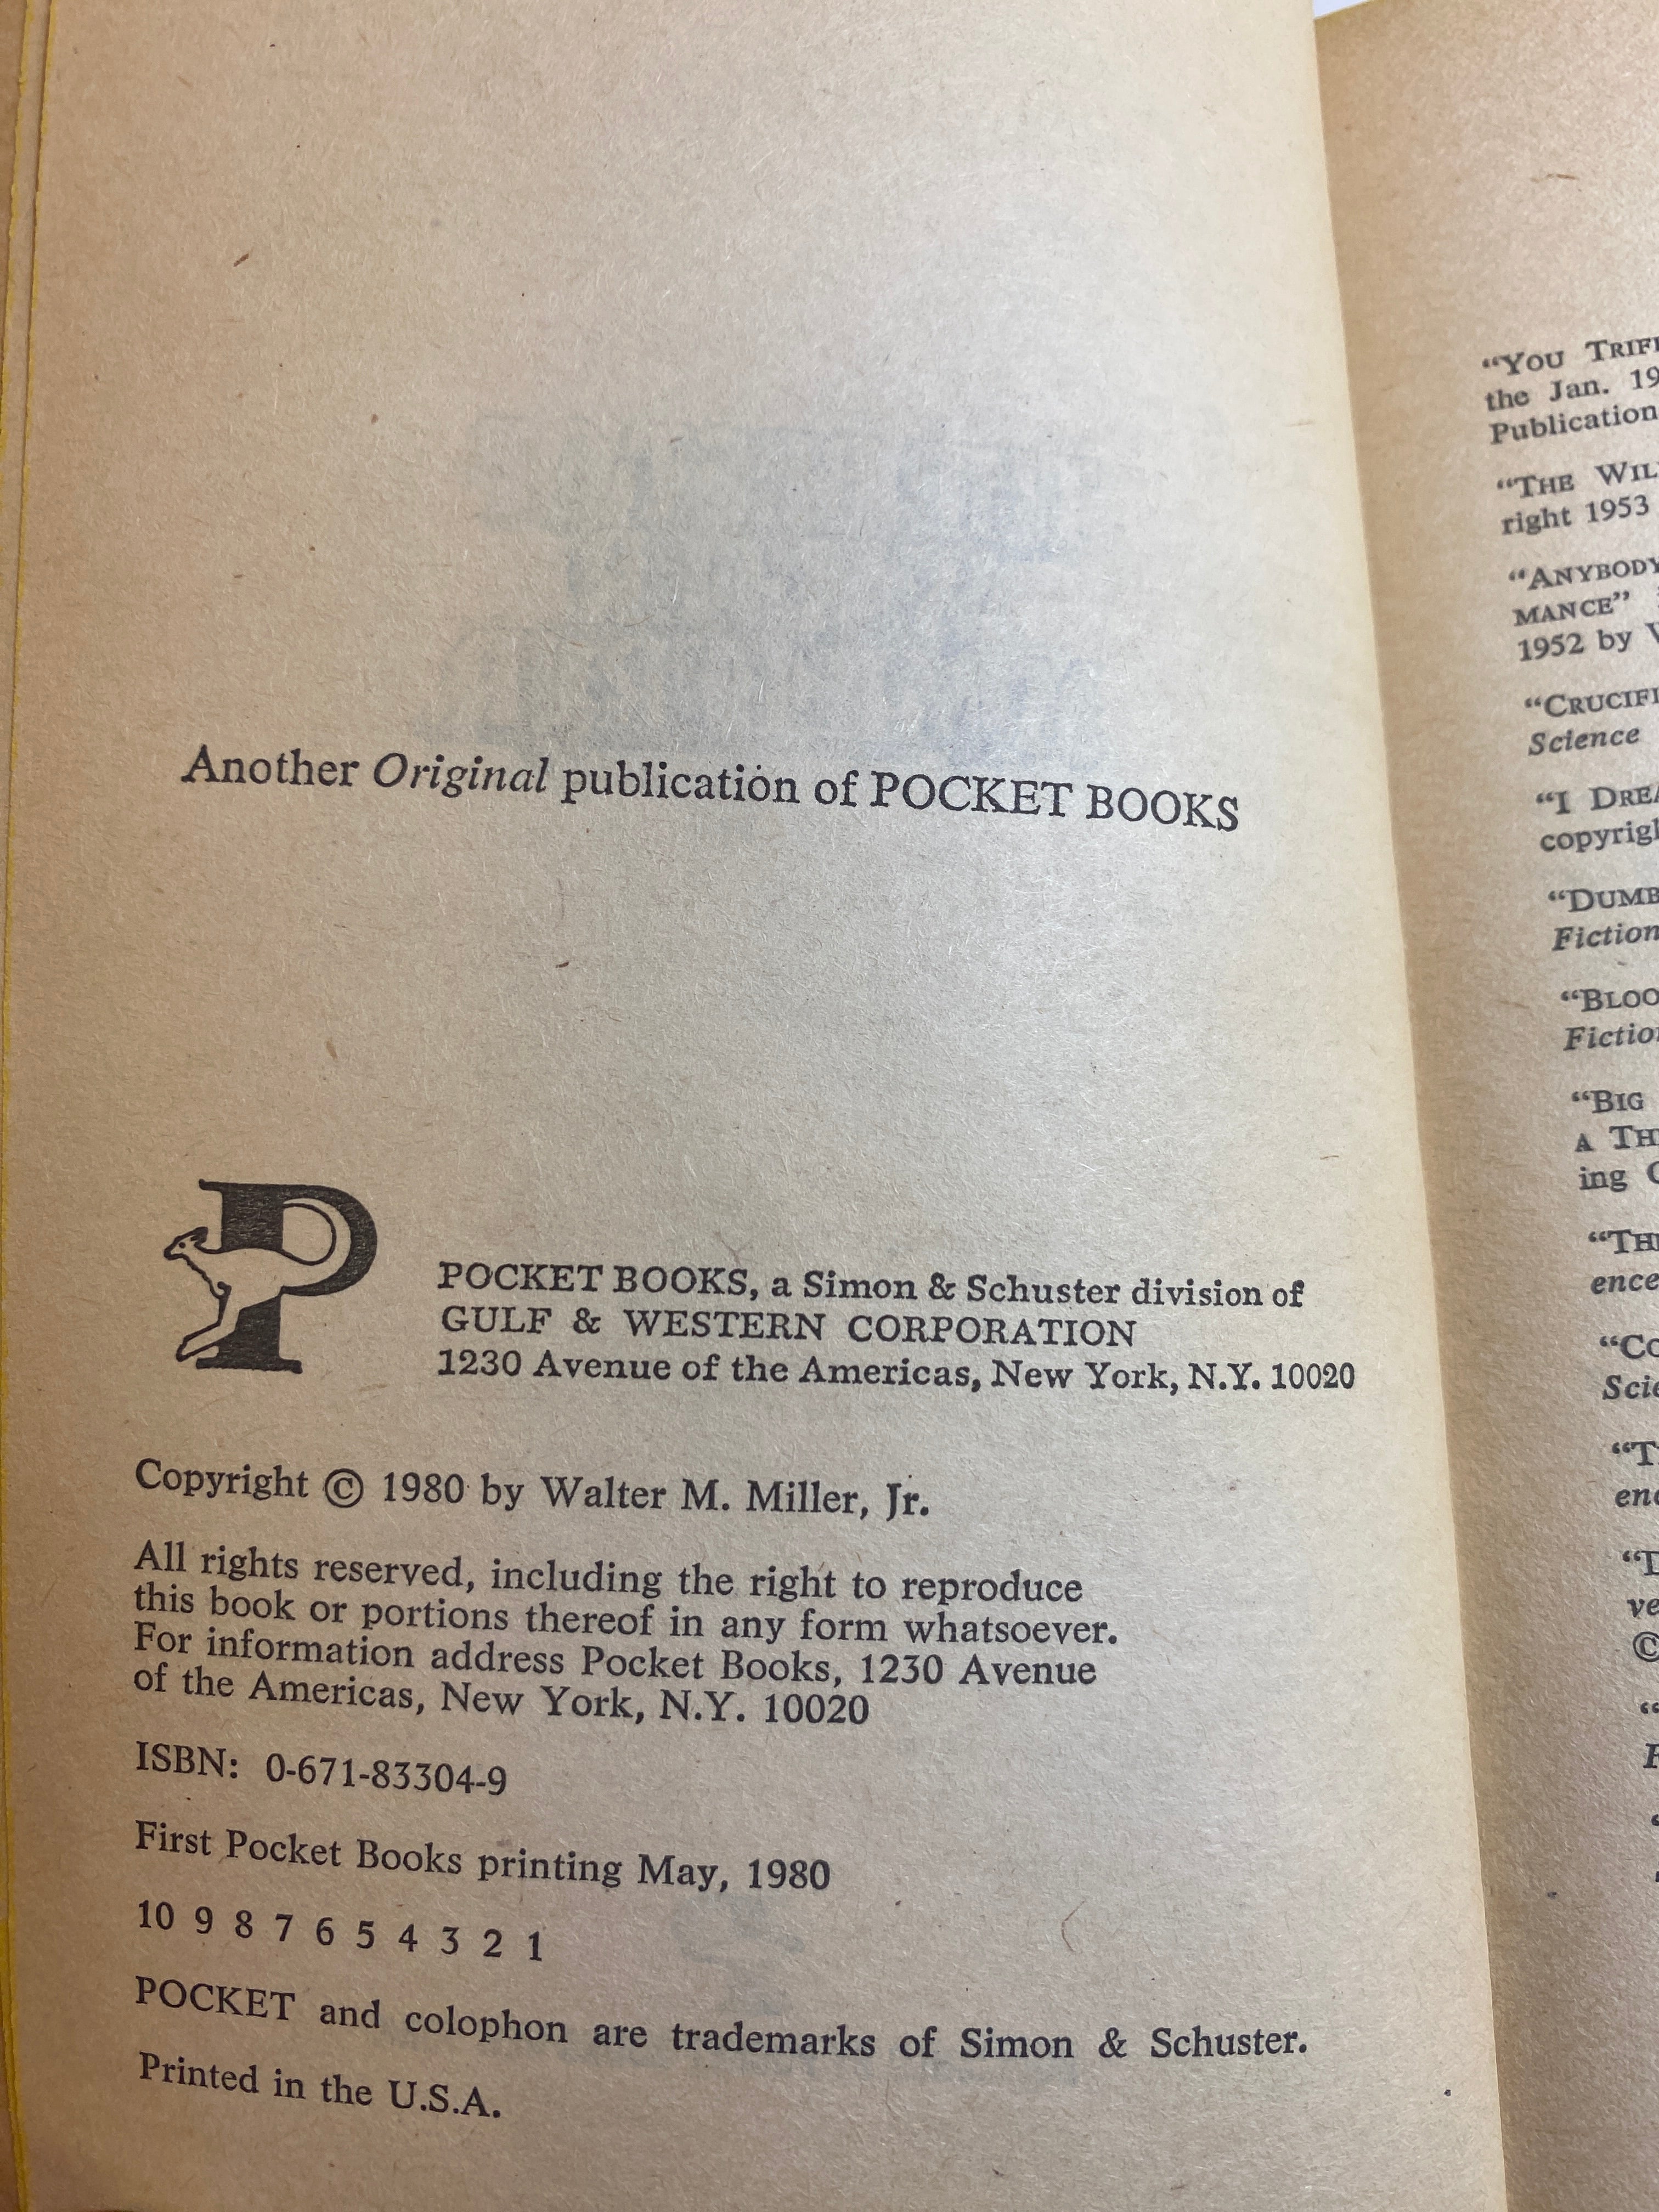 Another Original publication of POCKET BOOKS
POCKET BOOKS, a Simon & Schuster division of
GULF & WESTERN CORPORATION
1230 Avenue of the Americas, New York, N.Y. 10020
Copyright © 1980 by Walter M. Miller, Jr.
All rights reserved, including the right to reproduce
this book or portions thereof in any form whatsoever.
For information address Pocket Books, 1230 Avenue
of the Americas, New York, N.Y. 10020
ISBN: 0-671-83304-9
First Pocket Books printing May, 1980
10 9 8 7 6 5 4 3 2 1
POCKET and colophon are trademarks of Simon & Schuster.
Printed in the U.S.A.
“YOU
the Jan.
Publication
“THE
right 1953
“ANYBODY
MANCE”
1952 by
Science
“I
Fiction
“BIG
A
ing
©